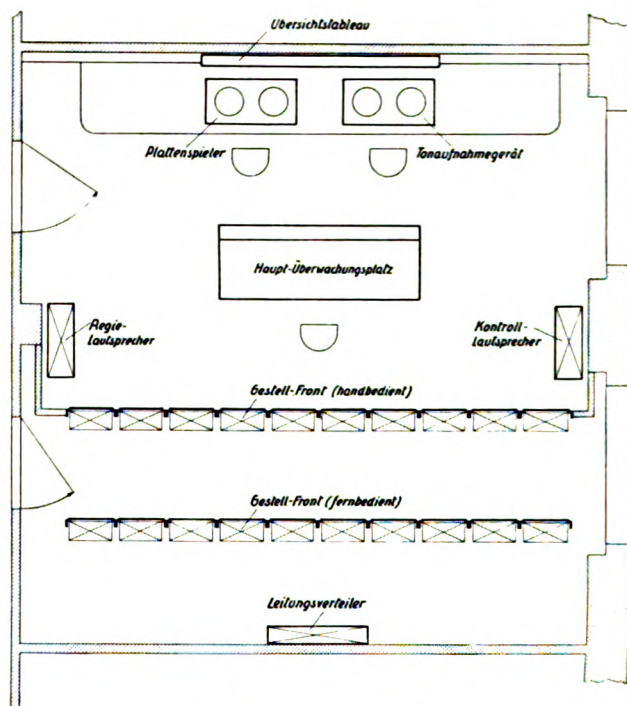 Übersichtstableau
Plattenspieler
Tonaufnahmegerät
Haupt-Überwachungsplatz
Regie-
Lautsprecher
Kontroll-
Lautsprecher
Gestell-Front (handbedient)
Gestell-Front (fernbedient)
Leitungsverteiler